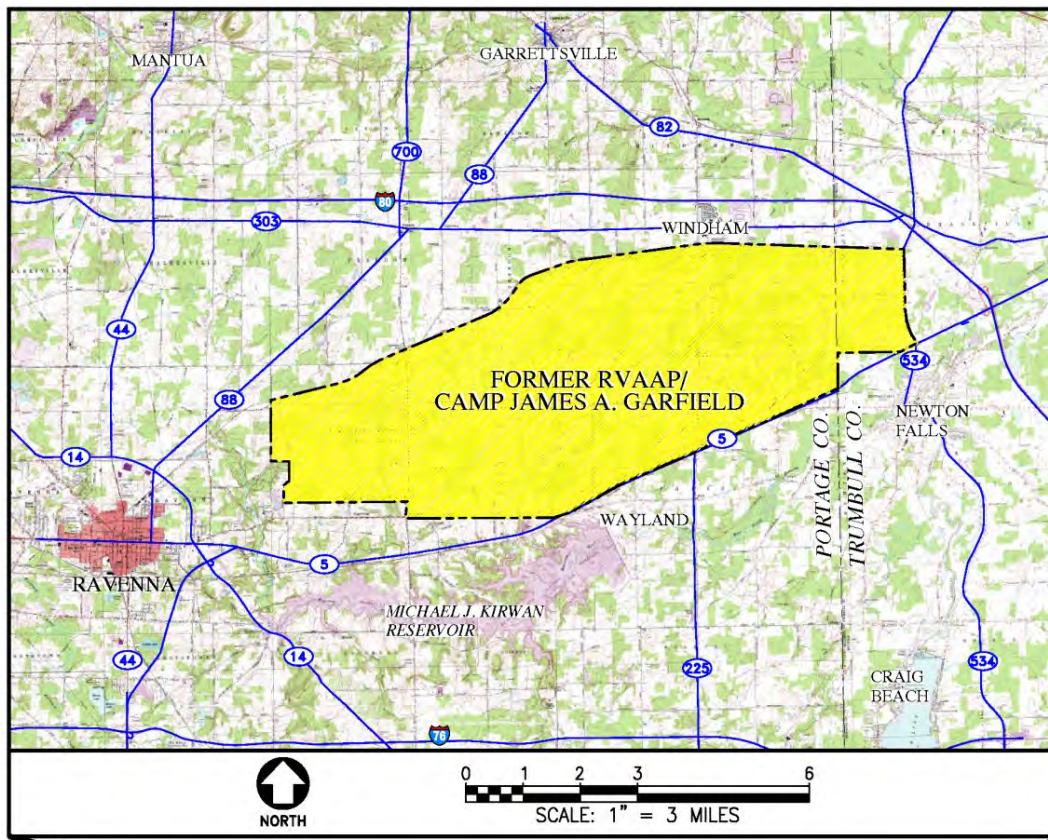 MANTUA
GARRETTSVILLE
82
700
88
80
303
WINDHAM
44
FORMER RVAAP/
CAMP JAMES A. GARFIELD
534
88
NEWTON
FALLS
5
14
PORTAGE CO.
TRUMBULL CO.
WAYLAND
5
RAVENNA
MICHAEL J. KIRWAN
RESERVOIR
44
14
225
534
CRAIG
BEACH
76
NORTH
0 1 2 3 6
SCALE: 1" = 3 MILES